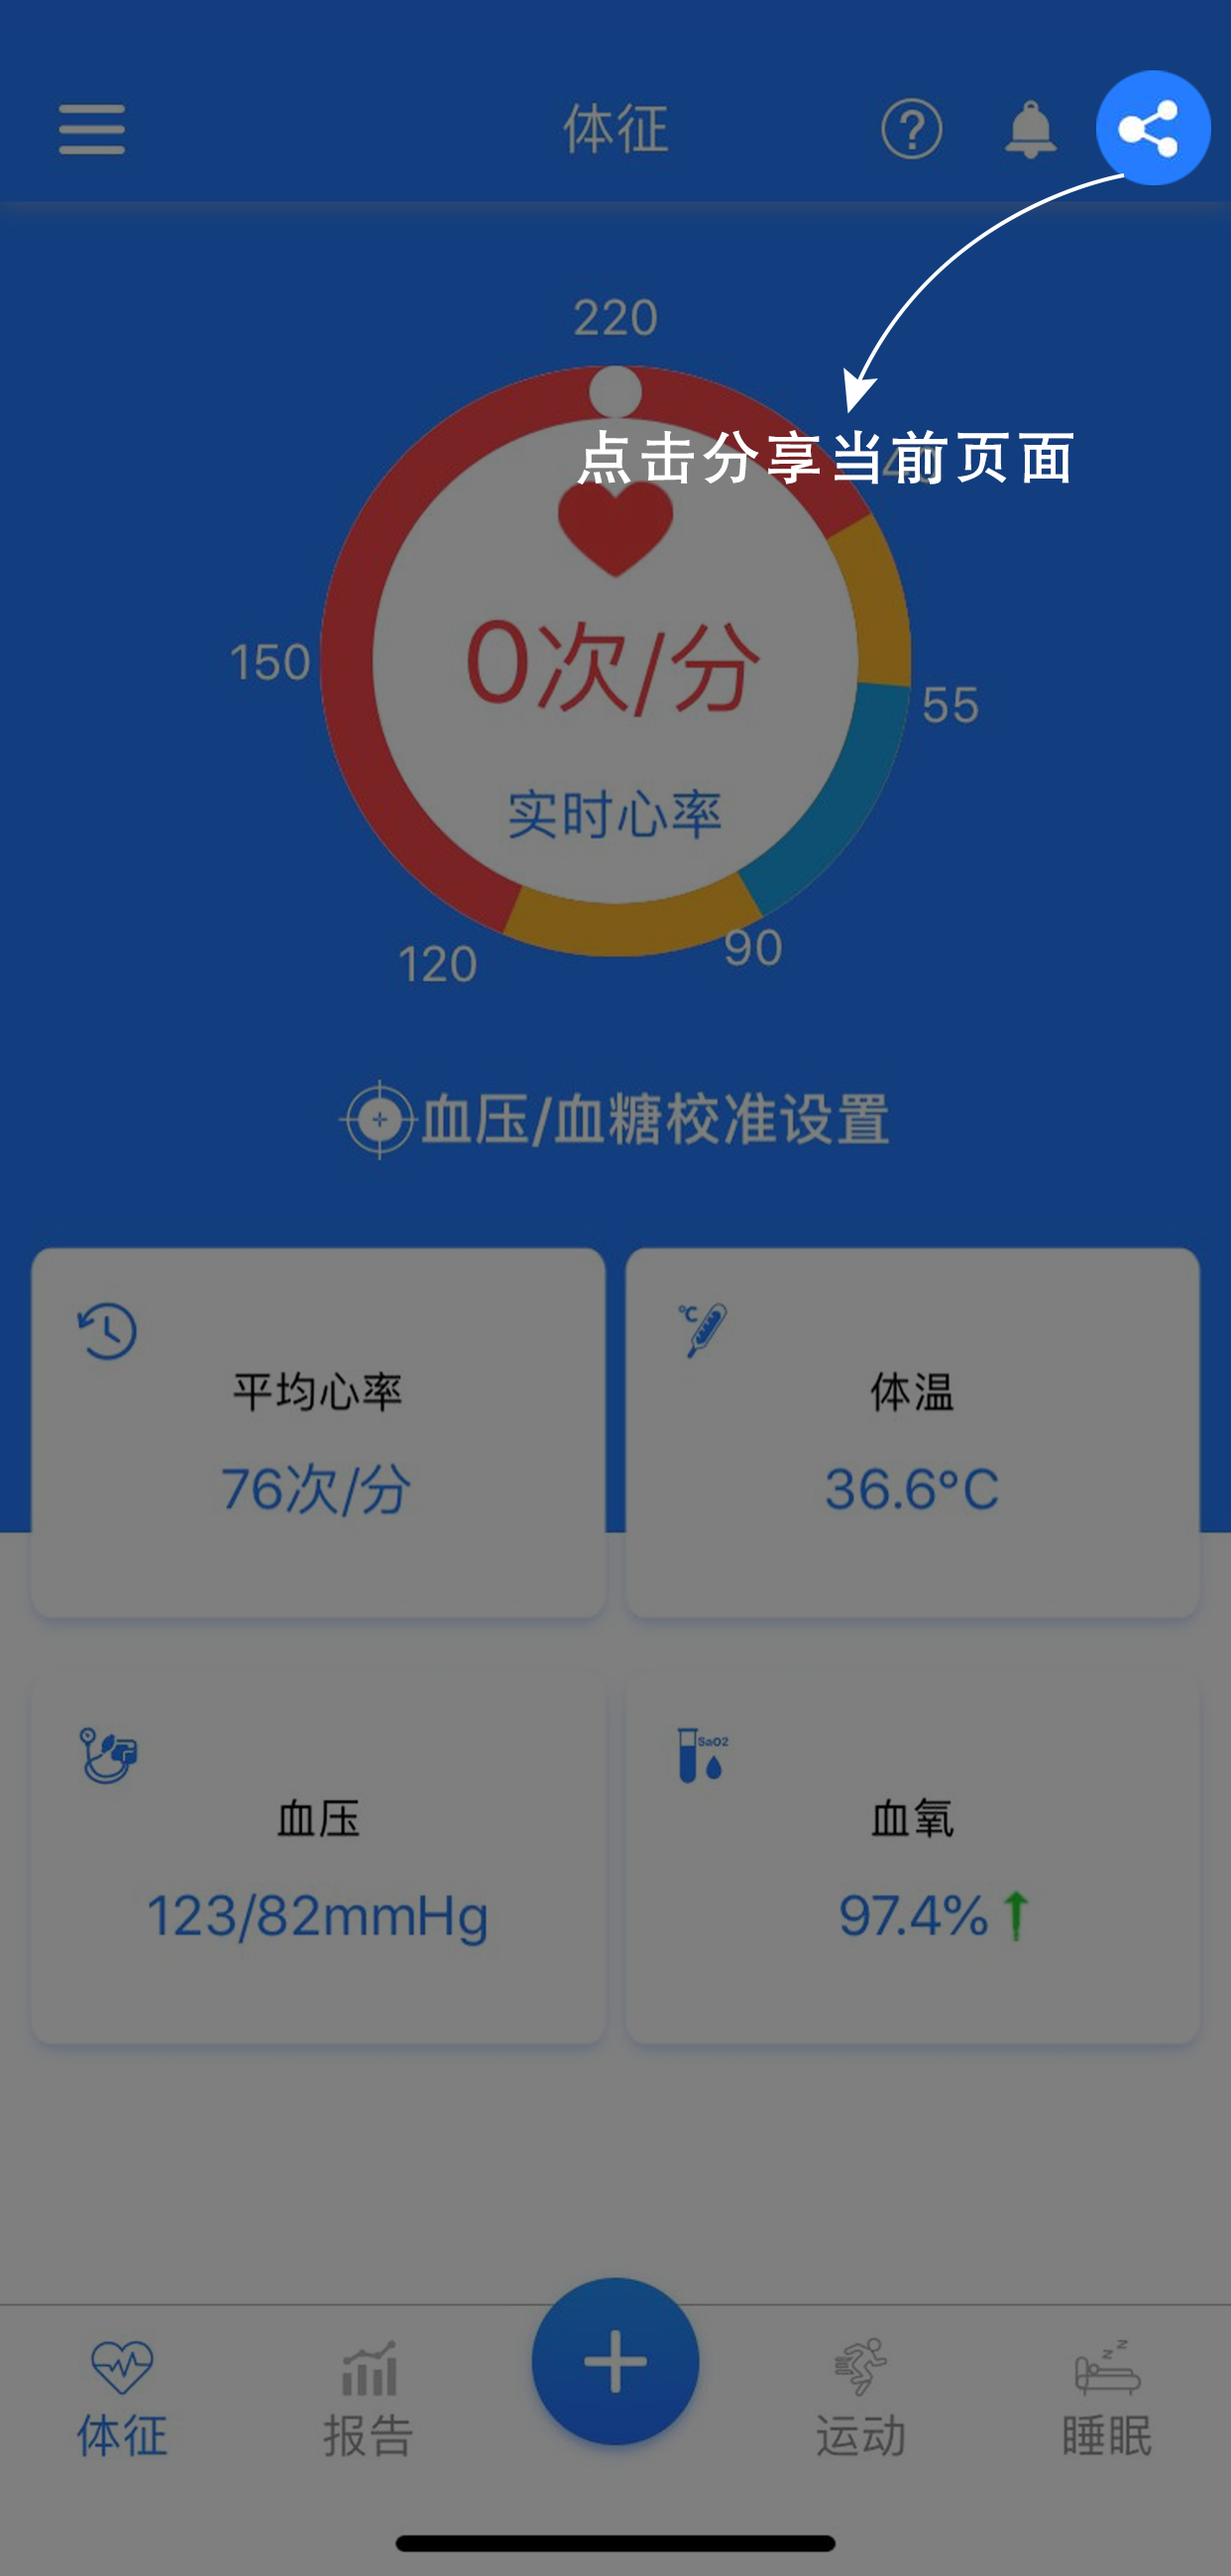 体征
220
点击分享当前页面
40
0次/分
150
55
实时心率
90
120
血压/血糖校准设置
°C
平均心率
体温
76次/分
36.6°C
SaO2
血压
血氧
123/82mmHg
97.4%
z z
体征
报告
运动
睡眠